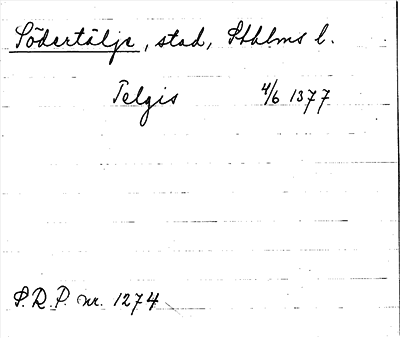 Södertälje, stad, Sthlms l.
Telgis 4/6 1377
S.R.P. nr. 1274